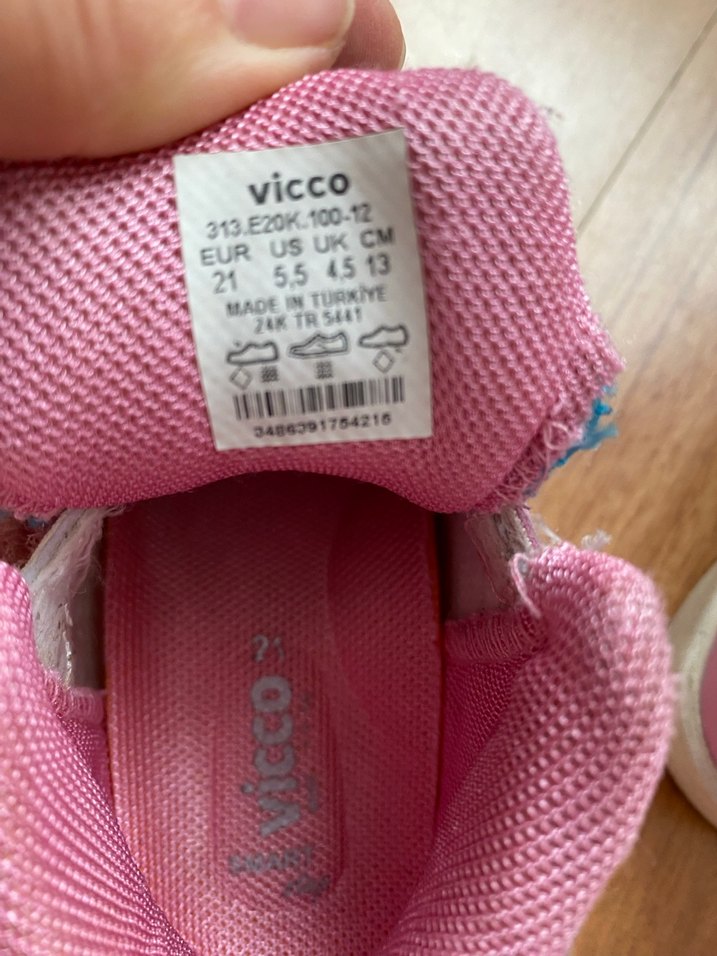 vicco
313.E20K.100-12
EUR US UK CM
21 5,5 4,5 13
MADE IN TÜRKİYE
24K TR 5441
3486391754216
21
vicco
SMART